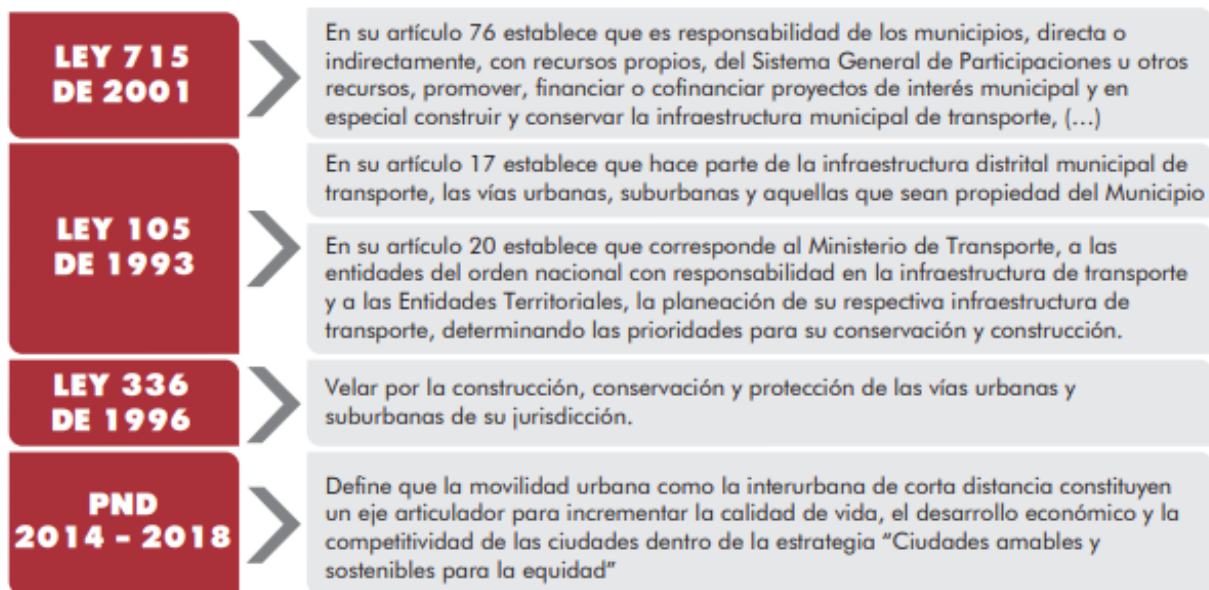 LEY 715
DE 2001
En su artículo 76 establece que es responsabilidad de los municipios, directa o
indirectamente, con recursos propios, del Sistema General de Participaciones u otros
recursos, promover, financiar o cofinanciar proyectos de interés municipal y en
especial construir y conservar la infraestructura municipal de transporte, (...)
LEY 105
DE 1993
En su artículo 17 establece que hace parte de la infraestructura distrital municipal de
transporte, las vías urbanas, suburbanas y aquellas que sean propiedad del Municipio
En su artículo 20 establece que corresponde al Ministerio de Transporte, a las
entidades del orden nacional con responsabilidad en la infraestructura de transporte
y a las Entidades Territoriales, la planeación de su respectiva infraestructura de
transporte, determinando las prioridades para su conservación y construcción.
LEY 336
DE 1996
Velar por la construcción, conservación y protección de las vías urbanas y
suburbanas de su jurisdicción.
PND
2014 – 2018
Define que la movilidad urbana como la interurbana de corta distancia constituyen
un eje articulador para incrementar la calidad de vida, el desarrollo económico y la
competitividad de las ciudades dentro de la estrategia “Ciudades amables y
sostenibles para la equidad”